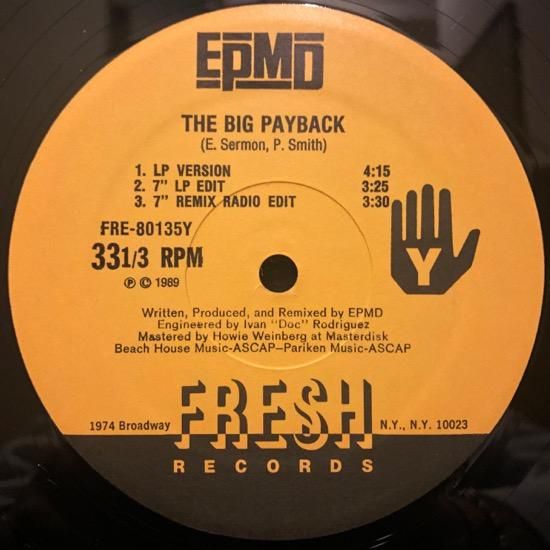 EPMD
THE BIG PAYBACK
(E. Sermon, P. Smith)
1. LP VERSION 4:15
2. 7" LP EDIT 3:25
3. 7" REMIX RADIO EDIT 3:30
FRE-80135Y
33 1/3 RPM
Ⓟ © 1989
Y
Written, Produced, and Remixed by EPMD
Engineered by Ivan "Doc" Rodriguez
Mastered by Howie Weinberg at Masterdisk
Beach House Music-ASCAP—Pariken Music-ASCAP
1974 Broadway FRESH N.Y., N.Y. 10023
RECORDS